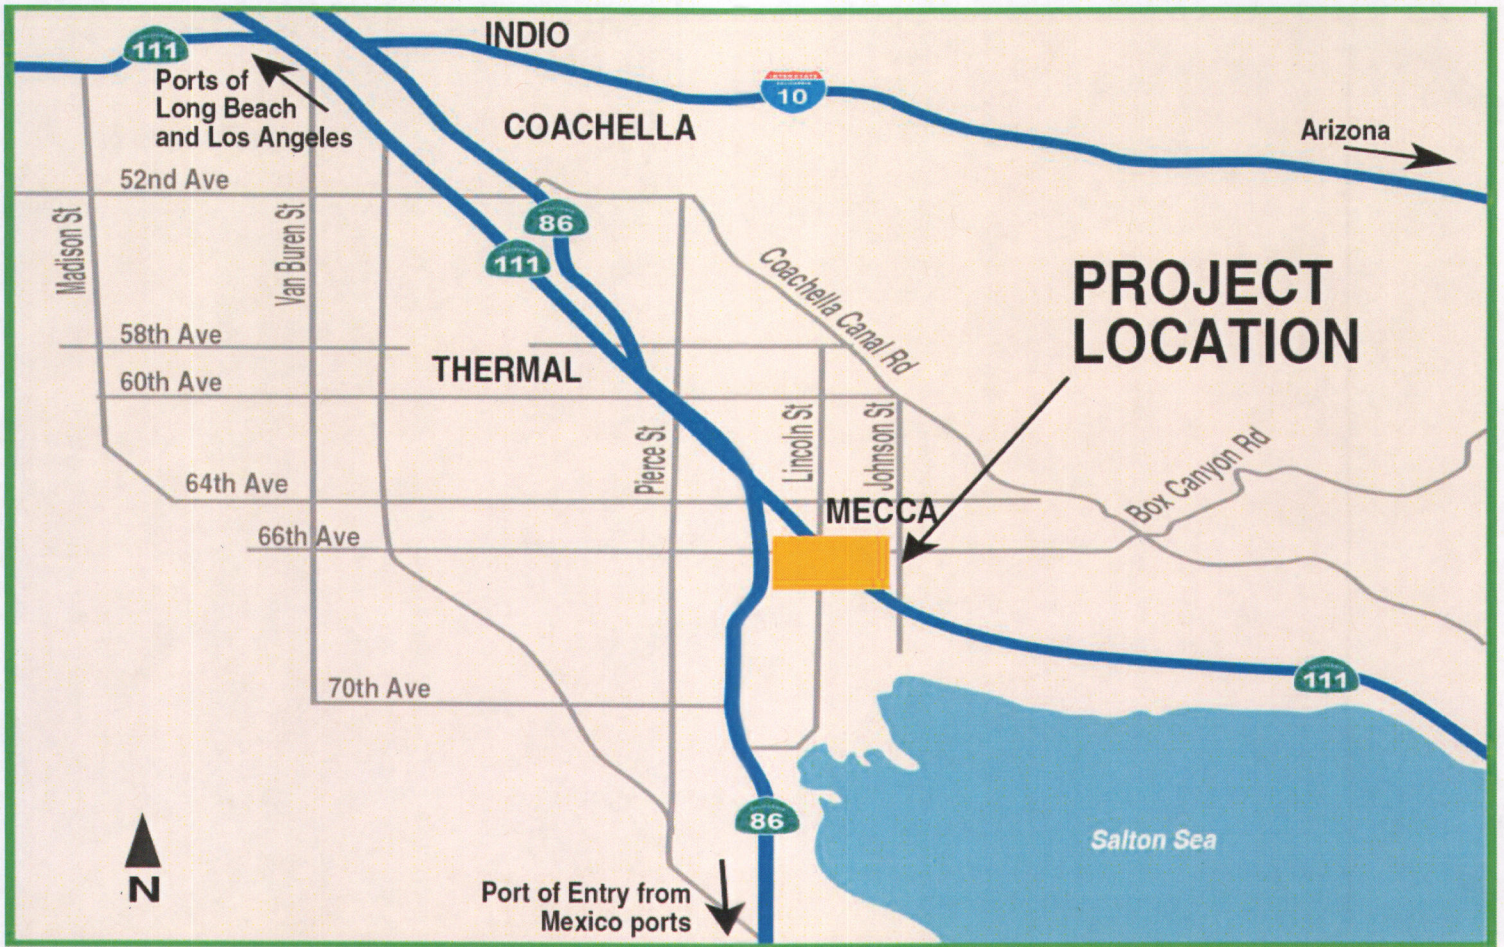 INDIO
111
Ports of
Long Beach
and Los Angeles
INTERSTATE
CALIFORNIA
10
COACHELLA
Arizona
52nd Ave
Madison St
Van Buren St
86
111
Coachella Canal Rd
PROJECT
LOCATION
58th Ave
THERMAL
60th Ave
Pierce St
Lincoln St
Johnson St
Box Canyon Rd
64th Ave
MECCA
66th Ave
70th Ave
111
86
Salton Sea
N
Port of Entry from
Mexico ports